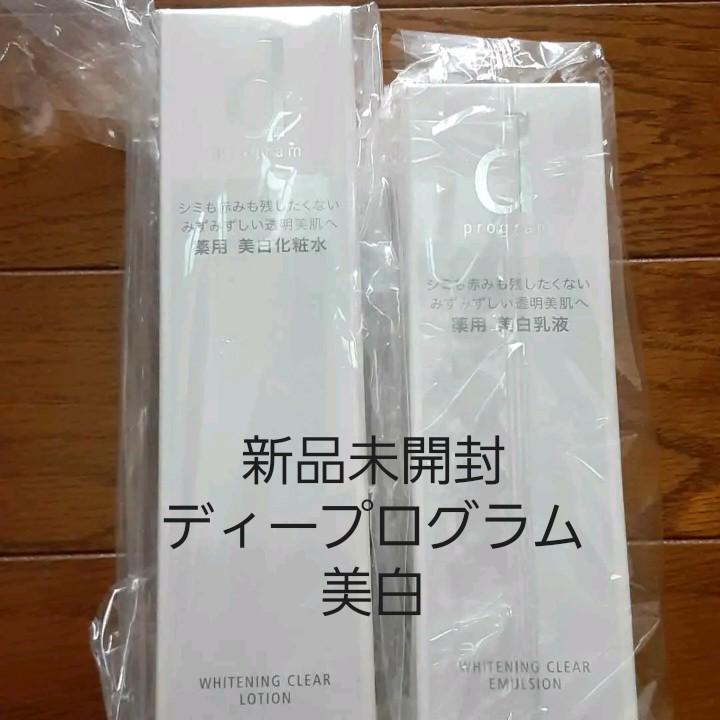 d
program
シミも赤みも残したくない
みずみずしい透明美肌へ
薬用 美白化粧水
WHITENING CLEAR
LOTION
d
program
シミも赤みも残したくない
みずみずしい透明美肌へ
薬用 美白乳液
WHITENING CLEAR
EMULSION
新品未開封
ディープログラム
美白